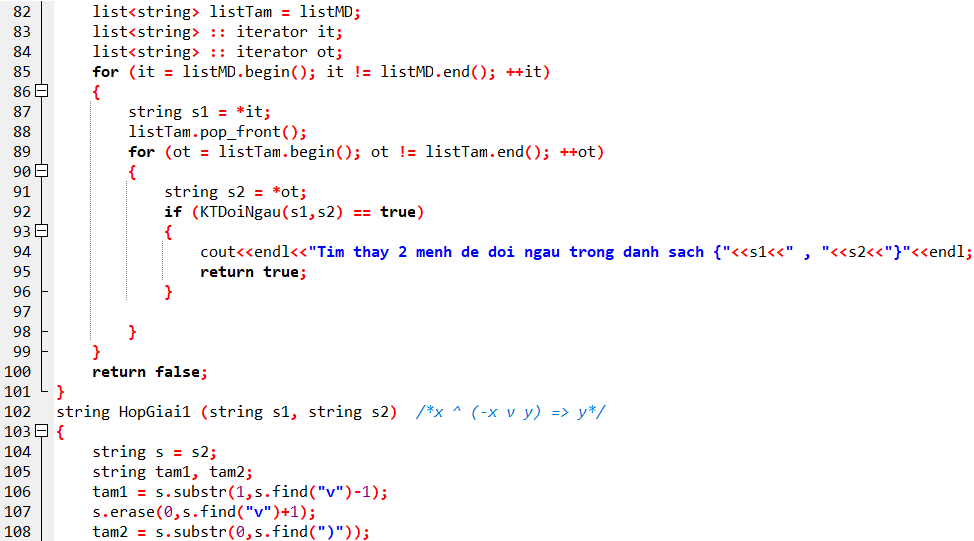 82 list<string> listTam = listMD;
83 list<string> :: iterator it;
84 list<string> :: iterator ot;
85 for (it = listMD.begin(); it != listMD.end(); ++it)
86 {
87 string s1 = *it;
88 listTam.pop_front();
89 for (ot = listTam.begin(); ot != listTam.end(); ++ot)
90 {
91 string s2 = *ot;
92 if (KTDoiNgau(s1,s2) == true)
93 {
94 cout<<endl<<"Tim thay 2 menh de doi ngau trong danh sach {"<<s1<<" , "<<s2<<"}"<<endl;
95 return true;
96 }
97
98 }
99 }
100 return false;
101 }
102 string HopGiai1 (string s1, string s2) /*x ^ (-x v y) => y*/
103 {
104 string s = s2;
105 string tam1, tam2;
106 tam1 = s.substr(1,s.find("v")-1);
107 s.erase(0,s.find("v")+1);
108 tam2 = s.substr(0,s.find(")"));